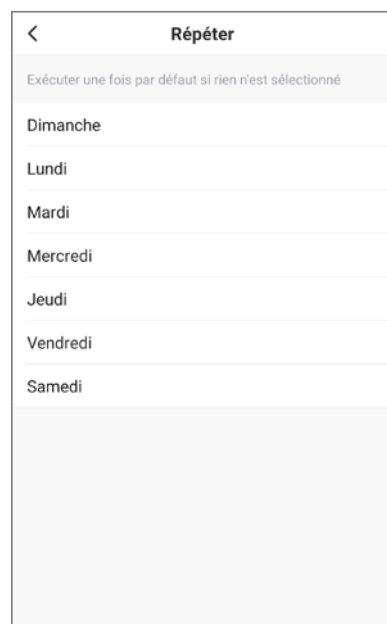 Répéter
Exécuter une fois par défaut si rien n'est sélectionné
Dimanche
Lundi
Mardi
Mercredi
Jeudi
Vendredi
Samedi